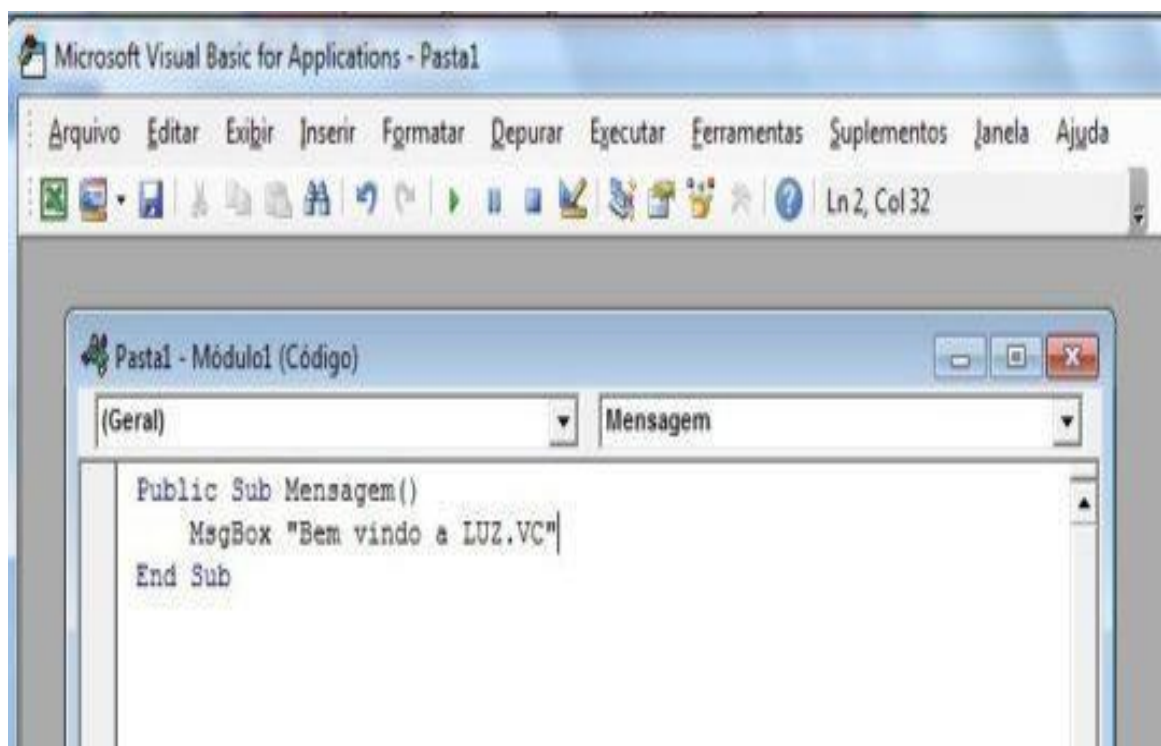 Microsoft Visual Basic for Applications - Pasta1
Arquivo Editar Exibir Inserir Formatar Depurar Executar Ferramentas Suplementos Janela Ajuda
Ln 2, Col 32
Pasta1 - Módulo1 (Código)
(Geral) Mensagem
Public Sub Mensagem()
MsgBox "Bem vindo a LUZ.VC"
End Sub